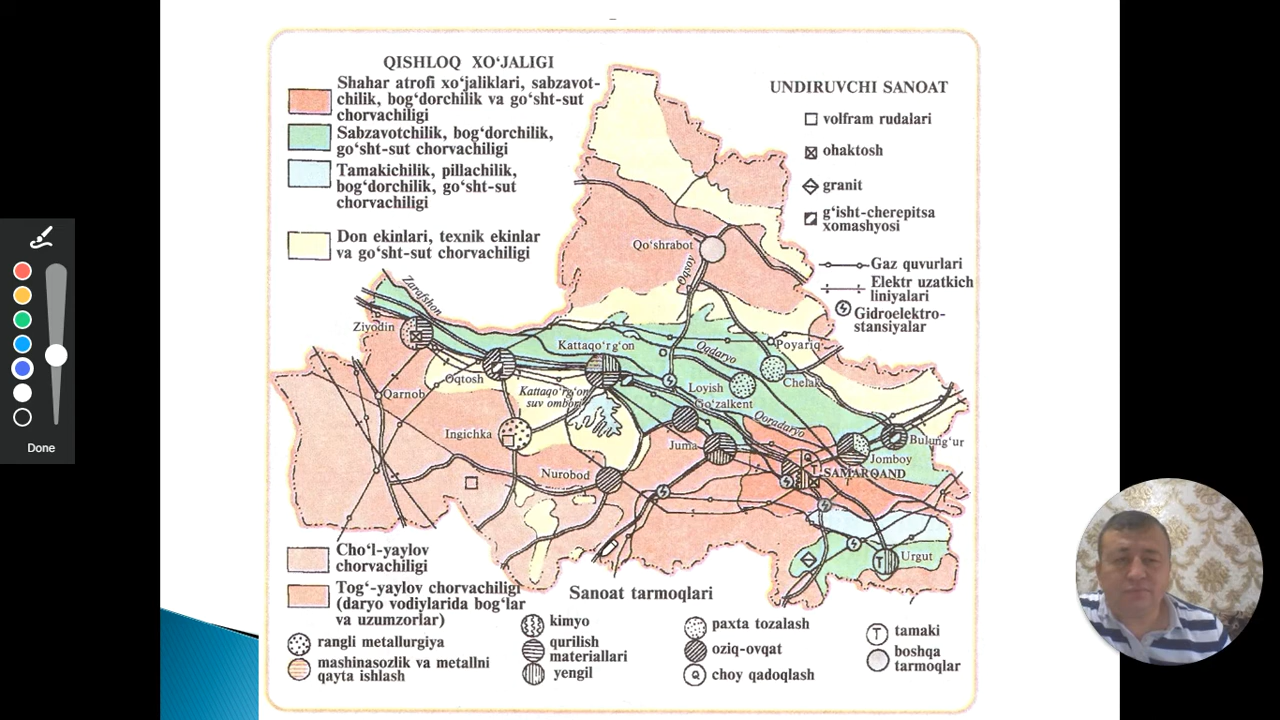 QISHLOQ XO‘JALIGI
Shahar atrofi xo‘jaliklari, sabzavot-
chilik, bog‘dorchilik va go‘sht-sut
chorvachiligi
Sabzavotchilik, bog‘dorchilik,
go‘sht-sut chorvachiligi
Tamakichilik, pillachilik,
bog‘dorchilik, go‘sht-sut
chorvachiligi
Don ekinlari, texnik ekinlar
va go‘sht-sut chorvachiligi
UNDIRUVCHI SANOAT
volfram rudalari
ohaktosh
granit
g‘isht-cherepitsa
xomashyosi
Gaz quvurlari
Elektr uzatkich
liniyalari
Gidroelektro-
stansiyalar
Qo‘shrabot
Oqsoy
Zarafshon
Ziyodin
Kattaqo‘rg‘on
Oqdaryo
Poyariq
Oqtosh
Qarnob
Kattaqo‘rg‘on
suv ombori
Loyish
Chelak
Go‘zalkent
Qoradaryo
Ingichka
Juma
Bulung‘ur
Jomboy
Nurobod
SAMARQAND
Urgut
Cho‘l-yaylov
chorvachiligi
Tog‘-yaylov chorvachiligi
(daryo vodiylarida bog‘lar
va uzumzorlar)
Sanoat tarmoqlari
rangli metallurgiya
mashinasozlik va metallni
qayta ishlash
kimyo
qurilish
materiallari
yengil
paxta tozalash
oziq-ovqat
choy qadoqlash
T
tamaki
boshqa
tarmoqlar
T
Done